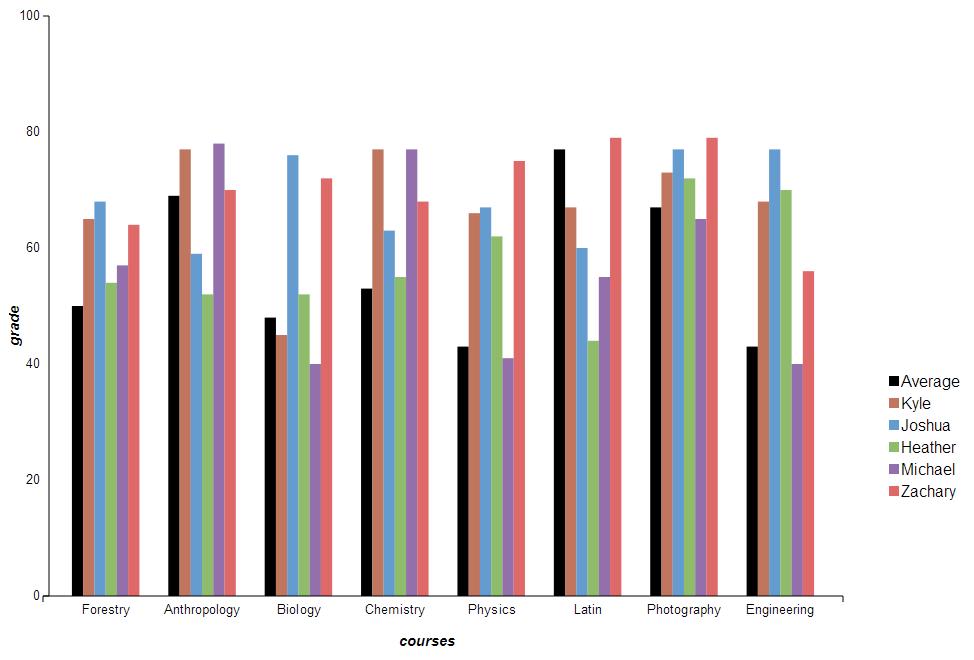 100
80
60
40
20
0
grade
Forestry Anthropology Biology Chemistry Physics Latin Photography Engineering
courses
Average
Kyle
Joshua
Heather
Michael
Zachary